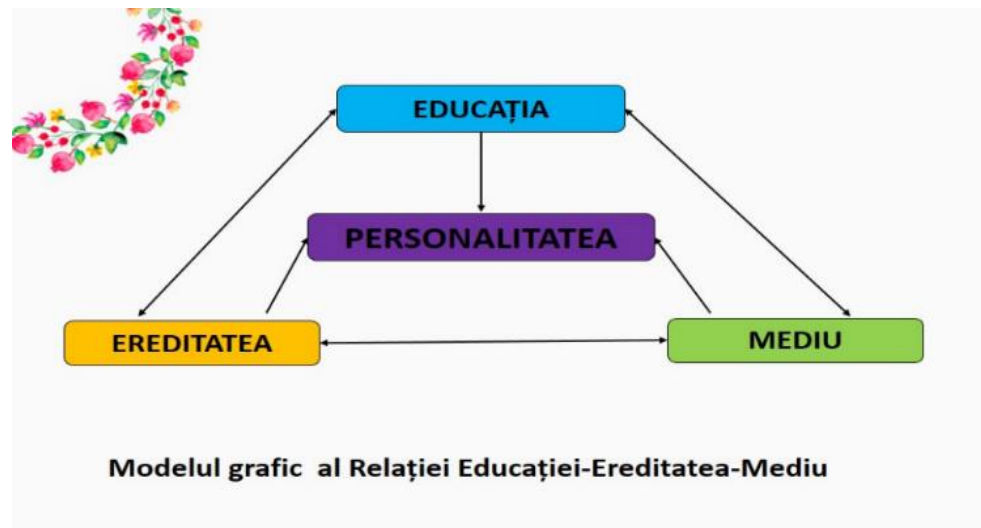 EDUCAȚIA
PERSONALITATEA
EREDITATEA
MEDIU
Modelul grafic al Relației Educației-Ereditatea-Mediu